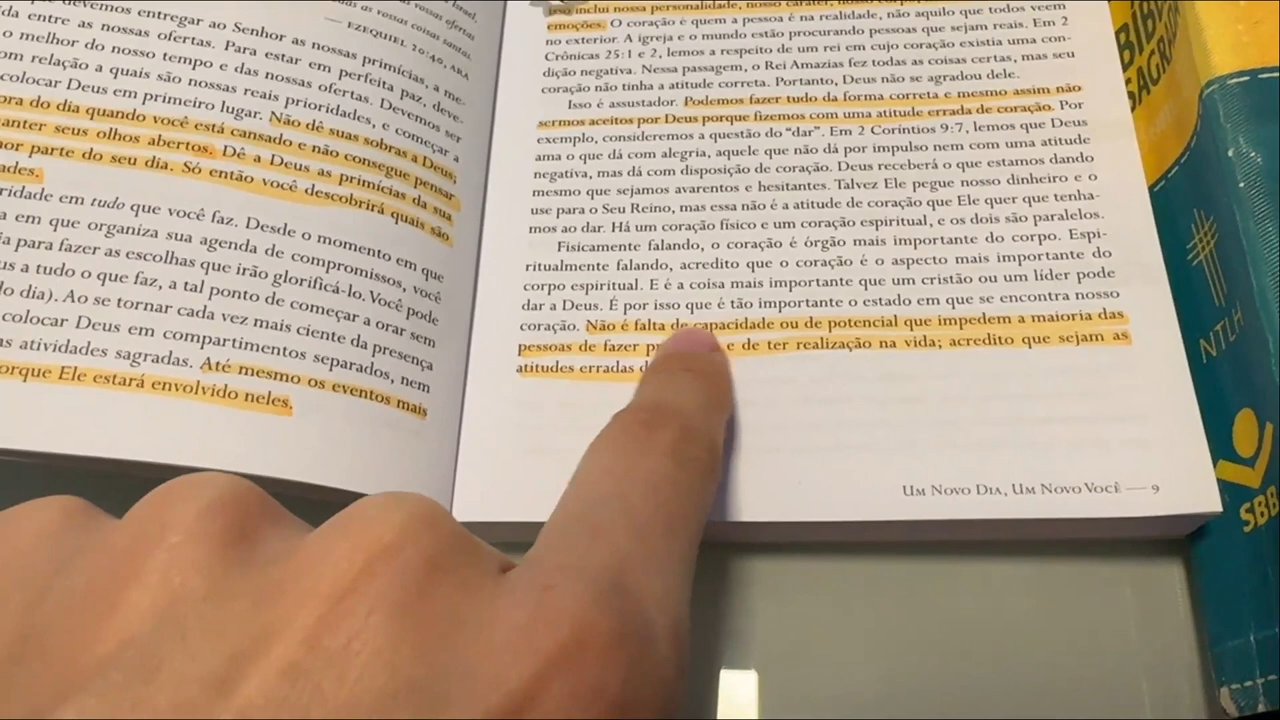 devemos entregar ao Senhor as nossas primícias, a me-
entre as nossas ofertas. Para estar em perfeita paz, deve-
o melhor do nosso tempo e das nossas ofertas. Devemos ser
com relação a quais são nossas reais prioridades, e começar a
colocar Deus em primeiro lugar. Não dê suas sobras a Deus;
do dia quando você está cansado e não consegue pensar
seus olhos abertos. Dê a Deus as primícias da sua
parte do seu dia. Só então você descobrirá quais são
em tudo que você faz. Desde o momento em que
em que organiza sua agenda de compromissos, você
para fazer as escolhas que irão glorificá-lo. Você pode
a tudo o que faz, a tal ponto de começar a orar sem
do dia). Ao se tornar cada vez mais ciente da presença
colocar Deus em compartimentos separados, nem
atividades sagradas. Até mesmo os eventos mais
porque Ele estará envolvido neles.
Israel,
vossas ofertas
as vossas coisas santas.
— EZEQUIEL 20:40, ARA
isso inclui nossa personalidade, nosso caráter,
emoções. O coração é quem a pessoa é na realidade, não aquilo que todos veem
no exterior. A igreja e o mundo estão procurando pessoas que sejam reais. Em 2
Crônicas 25:1 e 2, lemos a respeito de um rei em cujo coração existia uma con-
dição negativa. Nessa passagem, o Rei Amazias fez todas as coisas certas, mas seu
coração não tinha a atitude correta. Portanto, Deus não se agradou dele.
Isso é assustador. Podemos fazer tudo da forma correta e mesmo assim não
sermos aceitos por Deus porque fizemos com uma atitude errada de coração. Por
exemplo, consideremos a questão do “dar”. Em 2 Coríntios 9:7, lemos que Deus
ama o que dá com alegria, aquele que não dá por impulso nem com uma atitude
negativa, mas dá com disposição de coração. Deus receberá o que estamos dando
mesmo que sejamos avarentos e hesitantes. Talvez Ele pegue nosso dinheiro e o
use para o Seu Reino, mas essa não é a atitude de coração que Ele quer que tenha-
mos ao dar. Há um coração físico e um coração espiritual, e os dois são paralelos.
Fisicamente falando, o coração é órgão mais importante do corpo. Espi-
ritualmente falando, acredito que o coração é o aspecto mais importante do
corpo espiritual. E é a coisa mais importante que um cristão ou um líder pode
dar a Deus. É por isso que é tão importante o estado em que se encontra nosso
coração. Não é falta de capacidade ou de potencial que impedem a maioria das
pessoas de fazer e de ter realização na vida; acredito que sejam as
atitudes erradas
UM NOVO DIA, UM NOVO VOCÊ — 9
BÍBLIA
SAGRADA
NTLH
SBB